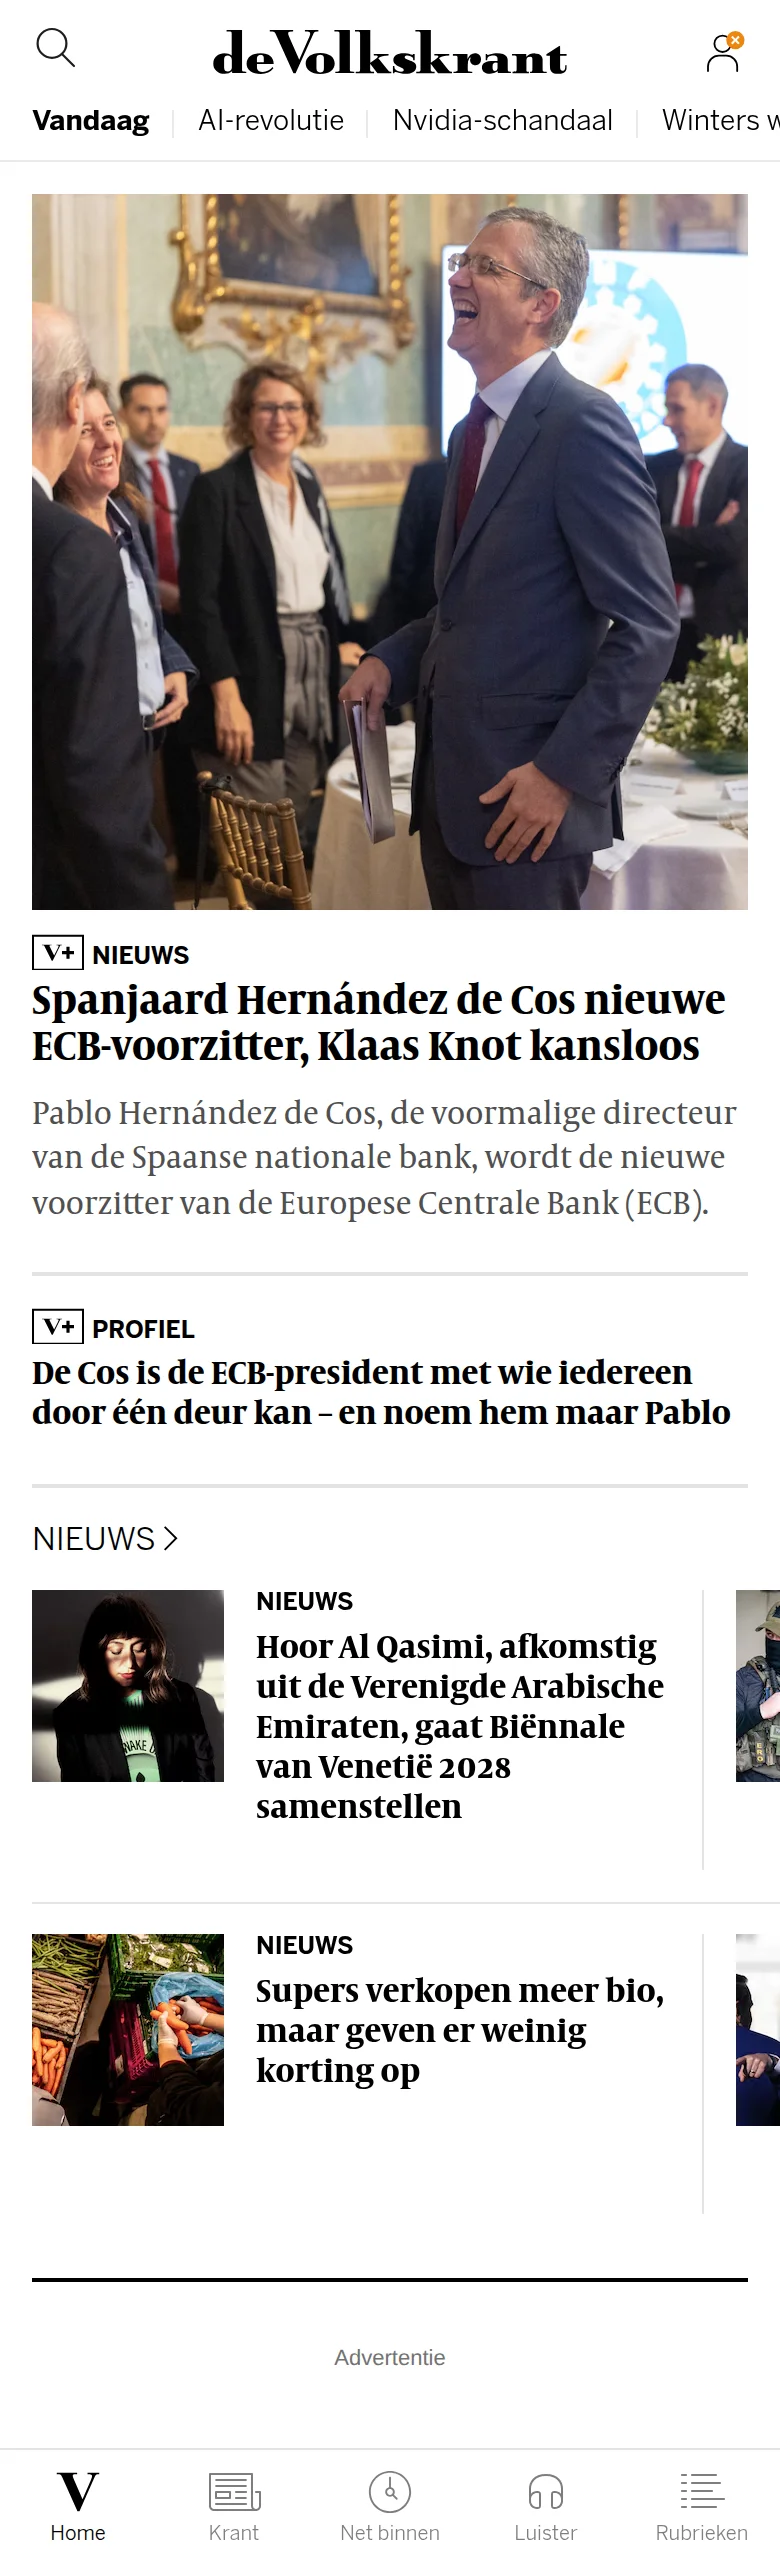 deVolkskrant
Vandaag
AI-revolutie
Nvidia-schandaal
Winters w
V+ NIEUWS
Spanjaard Hernández de Cos nieuwe
ECB-voorzitter, Klaas Knot kansloos
Pablo Hernández de Cos, de voormalige directeur
van de Spaanse nationale bank, wordt de nieuwe
voorzitter van de Europese Centrale Bank (ECB).
V+ PROFIEL
De Cos is de ECB-president met wie iedereen
door één deur kan – en noem hem maar Pablo
NIEUWS
NIEUWS
Hoor Al Qasimi, afkomstig
uit de Verenigde Arabische
Emiraten, gaat Biënnale
van Venetië 2028
samenstellen
NIEUWS
Supers verkopen meer bio,
maar geven er weinig
korting op
Advertentie
V
Home
Krant
Net binnen
Luister
Rubrieken